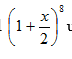 (1 + x/2)^8 u